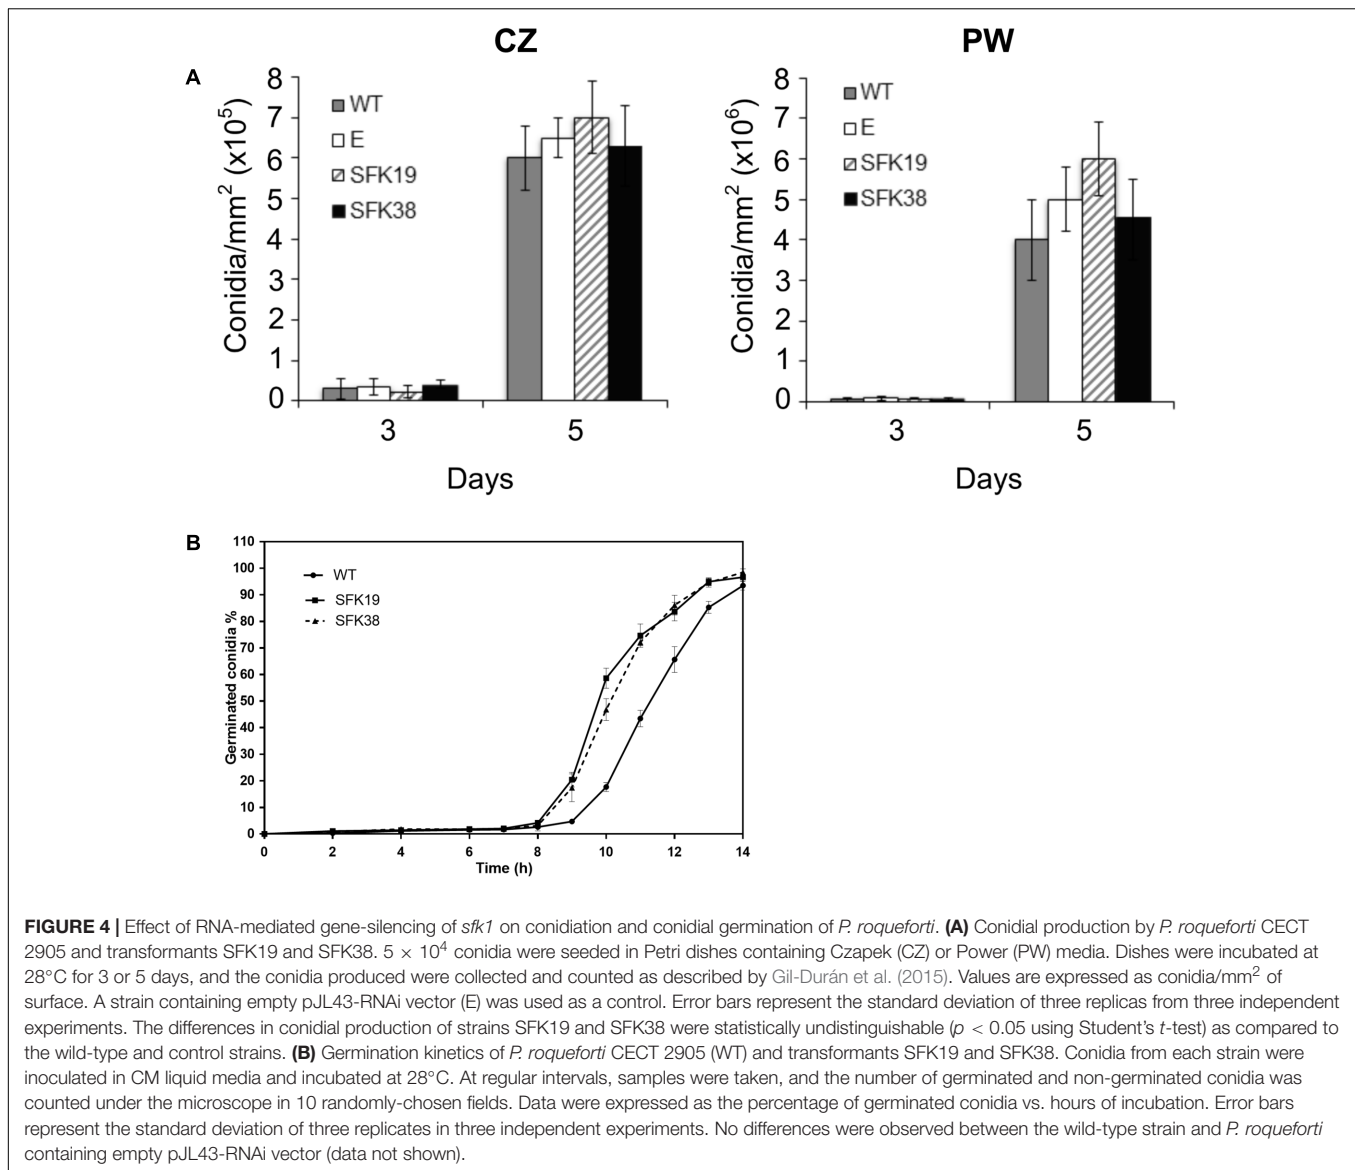 CZ
PW
A
8
7
6
5
4
3
2
1
0
Conidia/mm² (x10⁵)
WT
E
SFK19
SFK38
3
5
Days
8
7
6
5
4
3
2
1
0
Conidia/mm² (x10⁶)
WT
E
SFK19
SFK38
3
5
Days
B
110
100
90
80
70
60
50
40
30
20
10
0
Germinated conidia %
WT
SFK19
SFK38
0 2 4 6 8 10 12 14
Time (h)
FIGURE 4 | Effect of RNA-mediated gene-silencing of sfk1 on conidiation and conidial germination of P. roqueforti. (A) Conidial production by P. roqueforti CECT
2905 and transformants SFK19 and SFK38. 5 × 10⁴ conidia were seeded in Petri dishes containing Czapek (CZ) or Power (PW) media. Dishes were incubated at
28°C for 3 or 5 days, and the conidia produced were collected and counted as described by Gil-Durán et al. (2015). Values are expressed as conidia/mm² of
surface. A strain containing empty pJL43-RNAi vector (E) was used as a control. Error bars represent the standard deviation of three replicas from three independent
experiments. The differences in conidial production of strains SFK19 and SFK38 were statistically undistinguishable (p < 0.05 using Student's t-test) as compared to
the wild-type and control strains. (B) Germination kinetics of P. roqueforti CECT 2905 (WT) and transformants SFK19 and SFK38. Conidia from each strain were
inoculated in CM liquid media and incubated at 28°C. At regular intervals, samples were taken, and the number of germinated and non-germinated conidia was
counted under the microscope in 10 randomly-chosen fields. Data were expressed as the percentage of germinated conidia vs. hours of incubation. Error bars
represent the standard deviation of three replicates in three independent experiments. No differences were observed between the wild-type strain and P. roqueforti
containing empty pJL43-RNAi vector (data not shown).